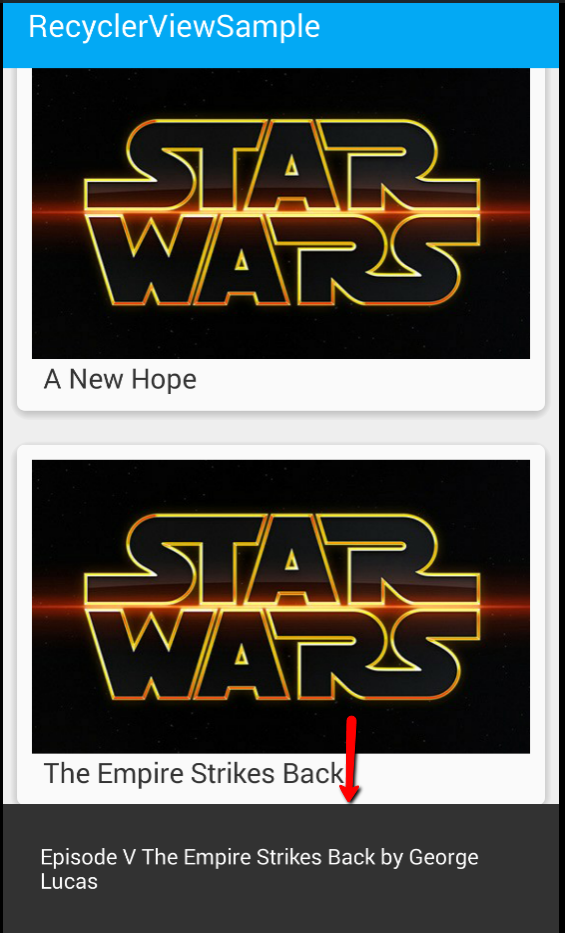 RecyclerViewSample
STAR
WARS
A New Hope
STAR
WARS
The Empire Strikes Back
Episode V The Empire Strikes Back by George
Lucas